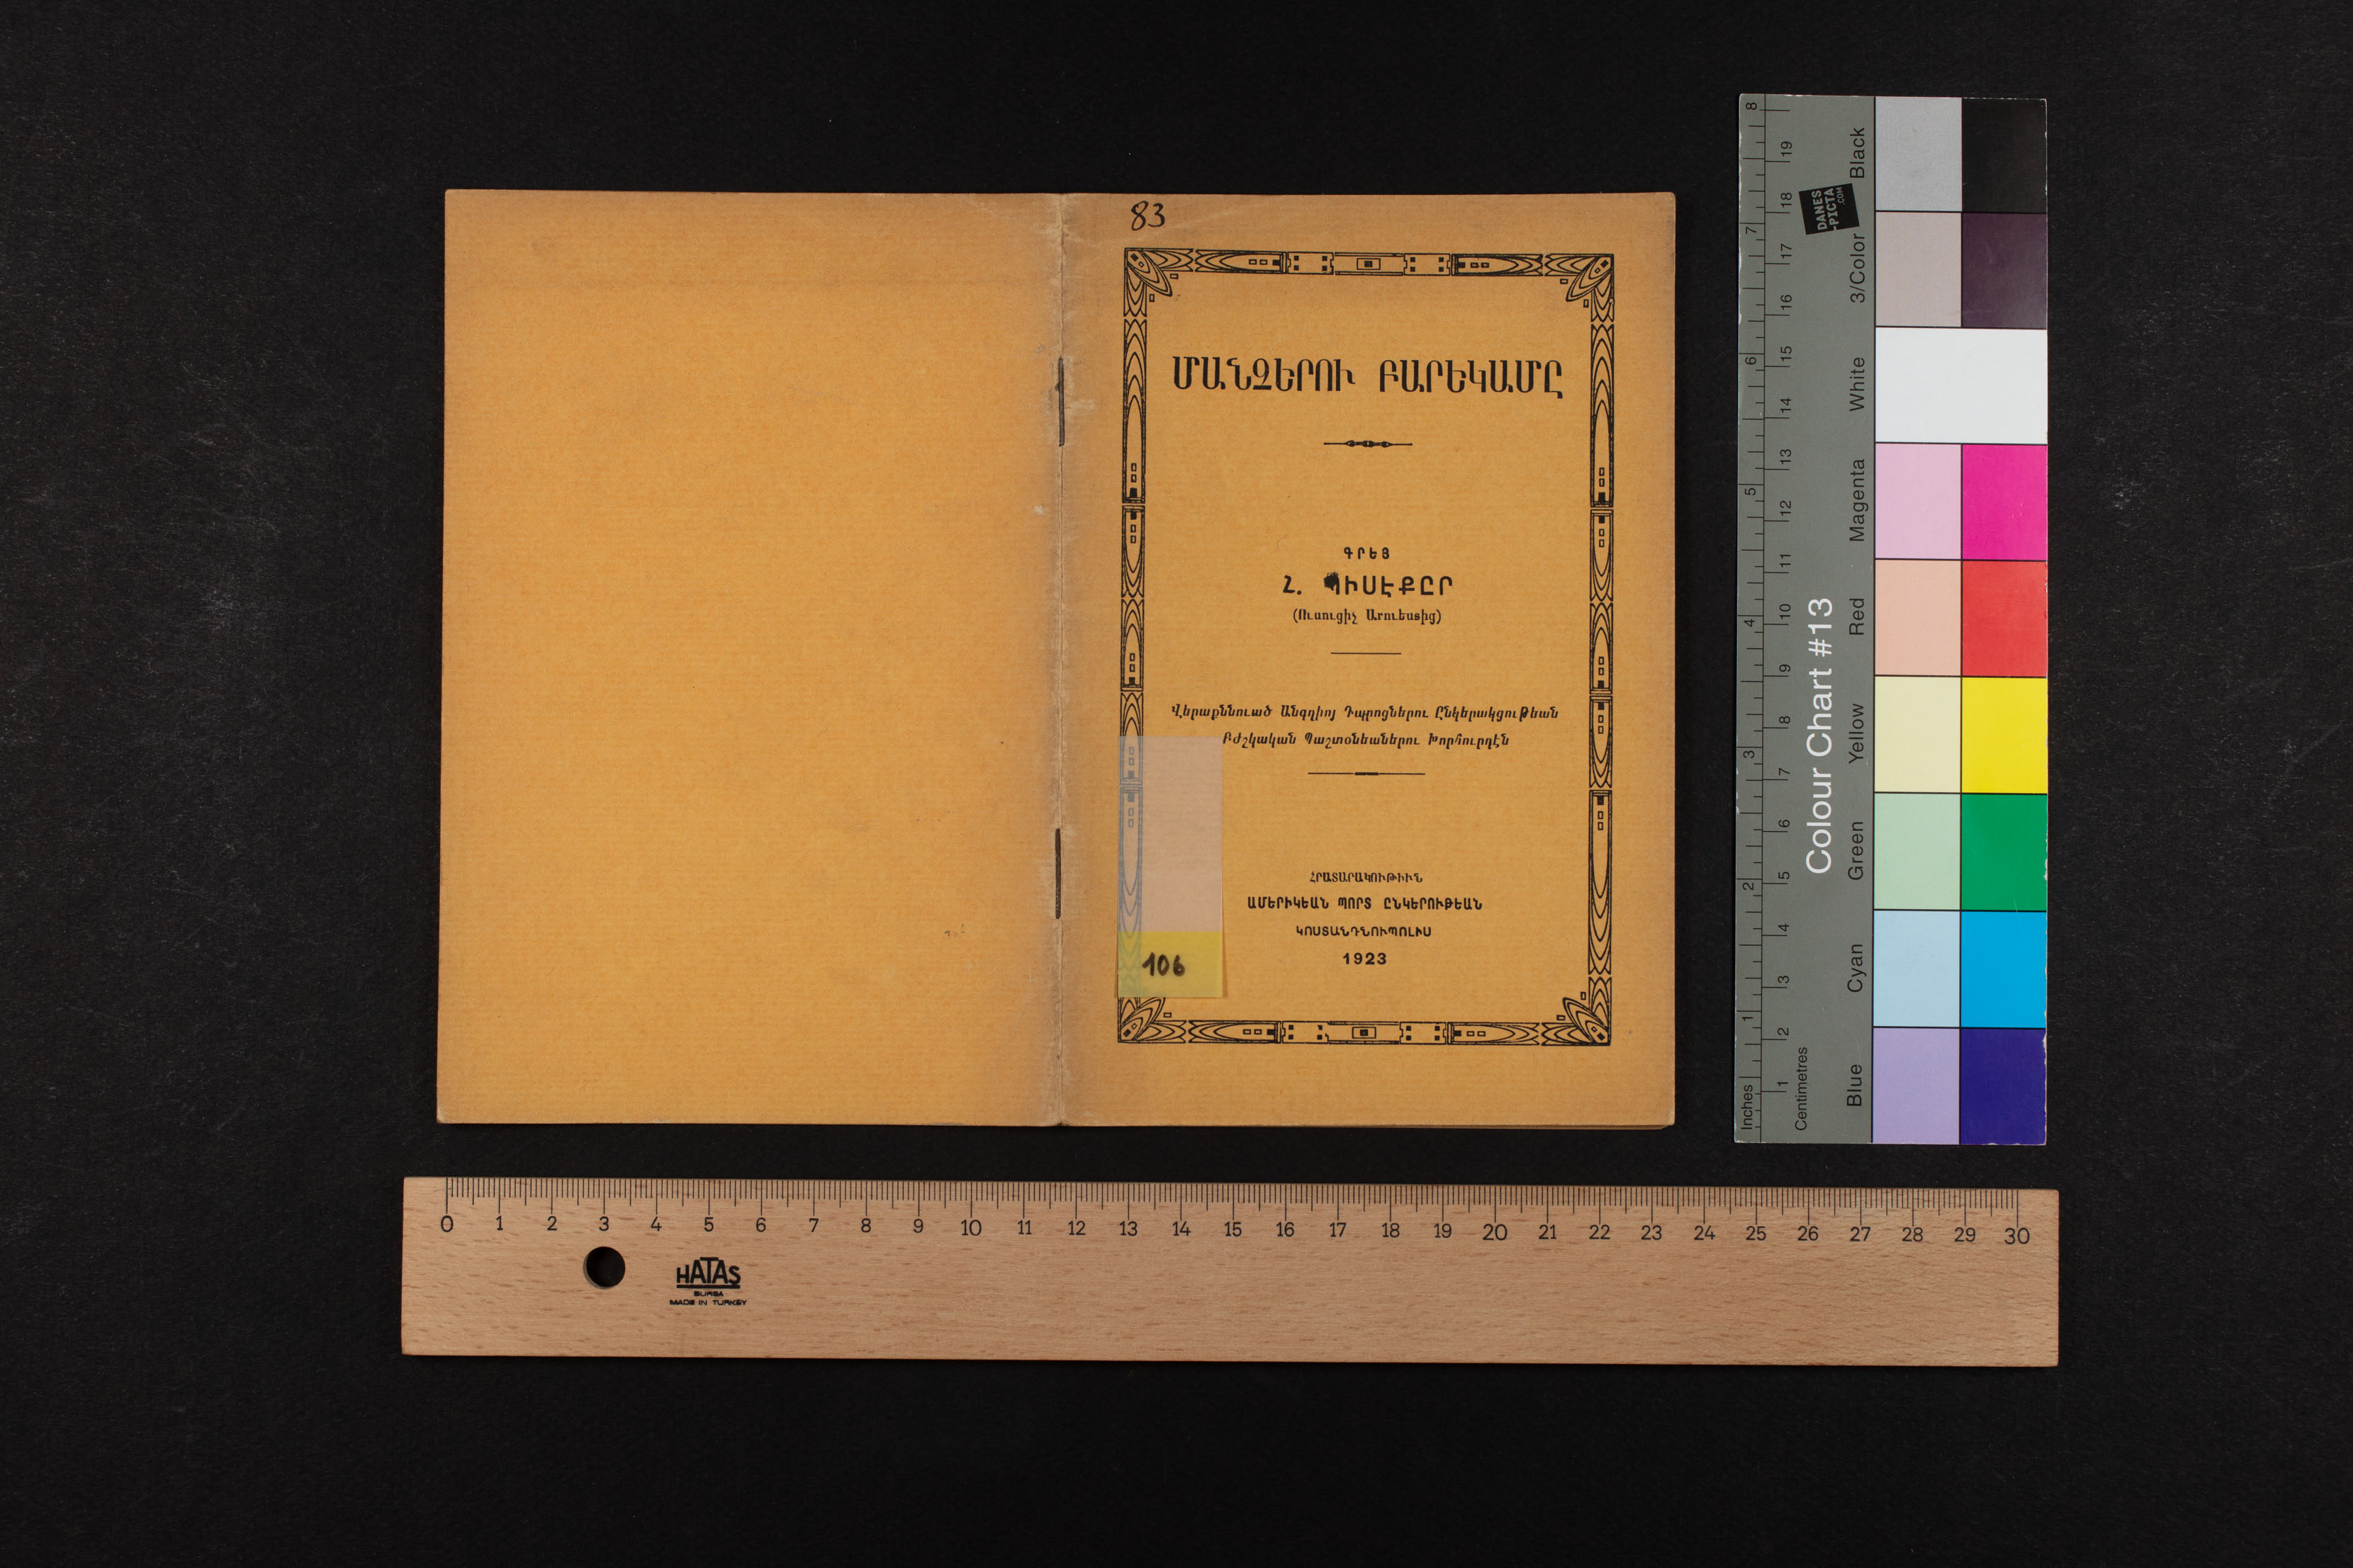 83
ՄԱՆՉԵՐՈՒ ԲԱՐԵԿԱՄԸ
ԳՐԵՑ
Հ. ՊԻՍԷՔԸՐ
(Ուսուցիչ Արուեստից)
Վերաքննուած Անգղիոյ Դպրոցներու Ընկերակցութեան
Բժշկական Պաշտօնեաներու Խորհուրդէն
ՀՐԱՏԱՐԱԿՈՒԹԻՒՆ
ԱՄԵՐԻԿԵԱՆ ՊՈՐՏ ԸՆԿԵՐՈՒԹԵԱՆ
ԿՈՍՏԱՆԴՆՈՒՊՈԼԻՍ
1923
106
0 1 2 3 4 5 6 7 8 9 10 11 12 13 14 15 16 17 18 19 20 21 22 23 24 25 26 27 28 29 30
HATAŞ
BURSA
MADE IN TURKEY
Inches 1 2 3 4 5 6 7 8
Centimetres 1 2 3 4 5 6 7 8 9 10 11 12 13 14 15 16 17 18 19
Colour Chart #13
DANES
-PICTA
.COM
Blue Cyan Green Yellow Red Magenta White 3/Color Black